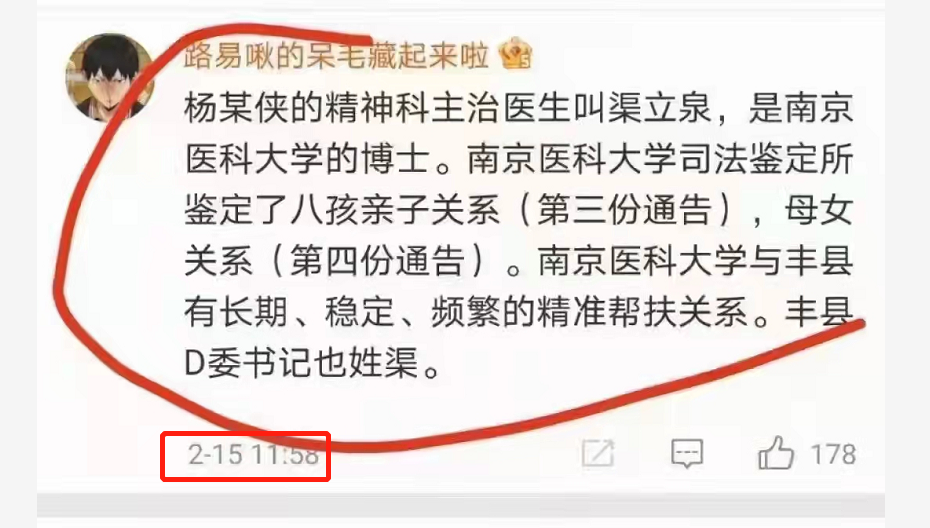 路易啾的呆毛藏起来啦
杨某侠的精神科主治医生叫渠立泉，是南京
医科大学的博士。南京医科大学司法鉴定所
鉴定了八孩亲子关系（第三份通告），母女
关系（第四份通告）。南京医科大学与丰县
有长期、稳定、频繁的精准帮扶关系。丰县
D委书记也姓渠。
2-15 11:58
178